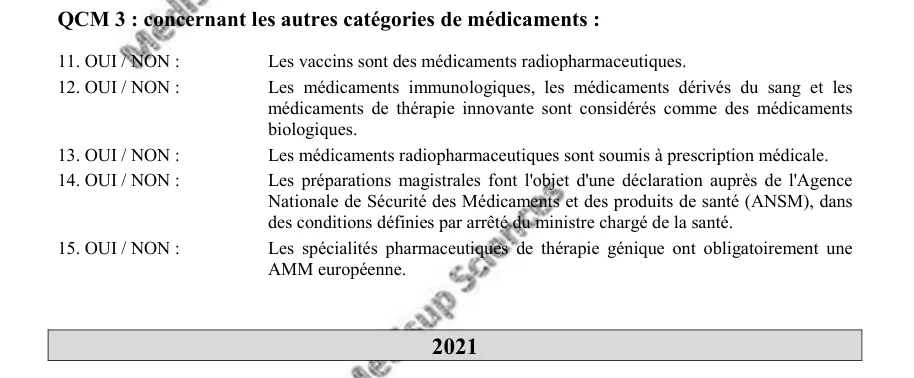 QCM 3 : concernant les autres catégories de médicaments :
11. OUI / NON : Les vaccins sont des médicaments radiopharmaceutiques.
12. OUI / NON : Les médicaments immunologiques, les médicaments dérivés du sang et les
médicaments de thérapie innovante sont considérés comme des médicaments
biologiques.
13. OUI / NON : Les médicaments radiopharmaceutiques sont soumis à prescription médicale.
14. OUI / NON : Les préparations magistrales font l'objet d'une déclaration auprès de l'Agence
Nationale de Sécurité des Médicaments et des produits de santé (ANSM), dans
des conditions définies par arrêté du ministre chargé de la santé.
15. OUI / NON : Les spécialités pharmaceutiques de thérapie génique ont obligatoirement une
AMM européenne.
2021